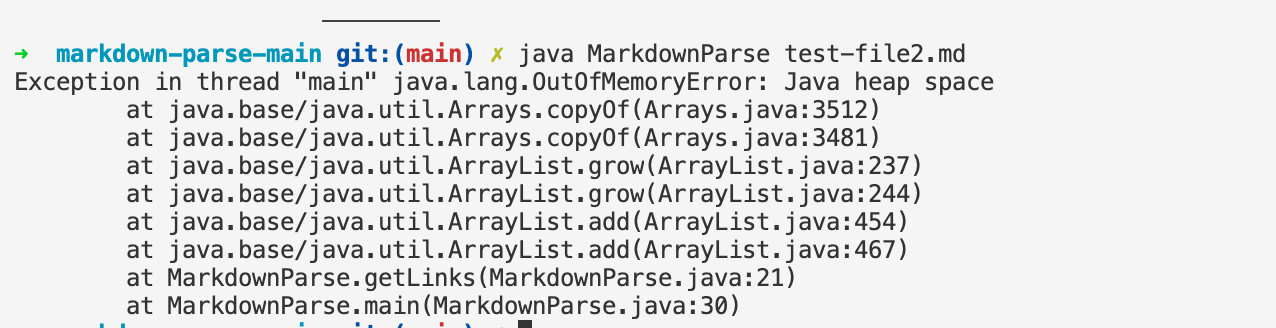 ➜  markdown-parse-main git:(main) ✗ java MarkdownParse test-file2.md
Exception in thread "main" java.lang.OutOfMemoryError: Java heap space
        at java.base/java.util.Arrays.copyOf(Arrays.java:3512)
        at java.base/java.util.Arrays.copyOf(Arrays.java:3481)
        at java.base/java.util.ArrayList.grow(ArrayList.java:237)
        at java.base/java.util.ArrayList.grow(ArrayList.java:244)
        at java.base/java.util.ArrayList.add(ArrayList.java:454)
        at java.base/java.util.ArrayList.add(ArrayList.java:467)
        at MarkdownParse.getLinks(MarkdownParse.java:21)
        at MarkdownParse.main(MarkdownParse.java:30)